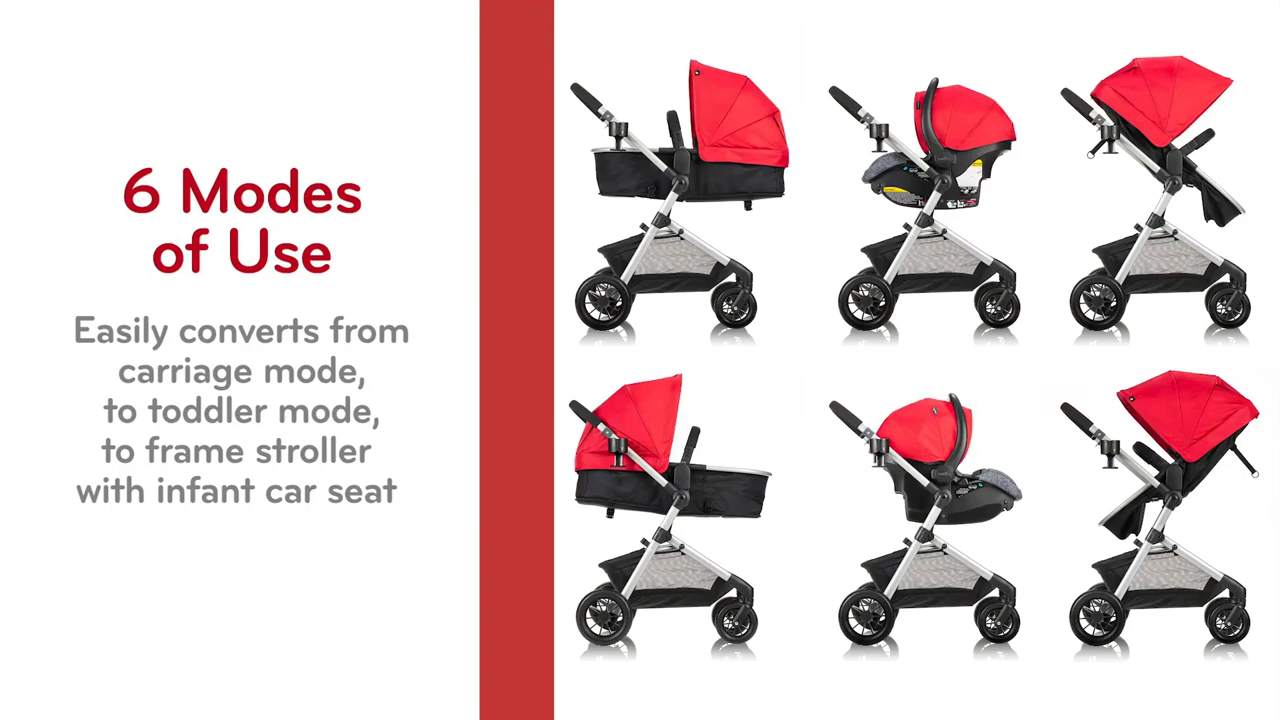 6 Modes
of Use
Easily converts from
carriage mode,
to toddler mode,
to frame stroller
with infant car seat